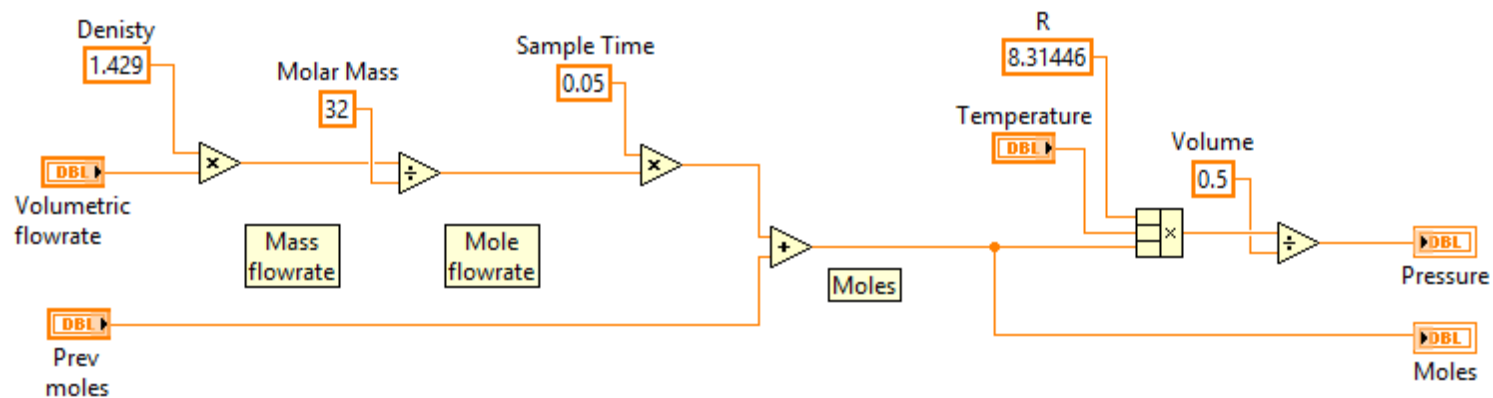 Denisty
1.429
Molar Mass
32
Sample Time
0.05
R
8.31446
Temperature
DBL
Volume
0.5
DBL
Volumetric
flowrate
×
÷
×
Mass
flowrate
Mole
flowrate
+
Moles
×
÷
DBL
Pressure
DBL
Prev
moles
DBL
Moles